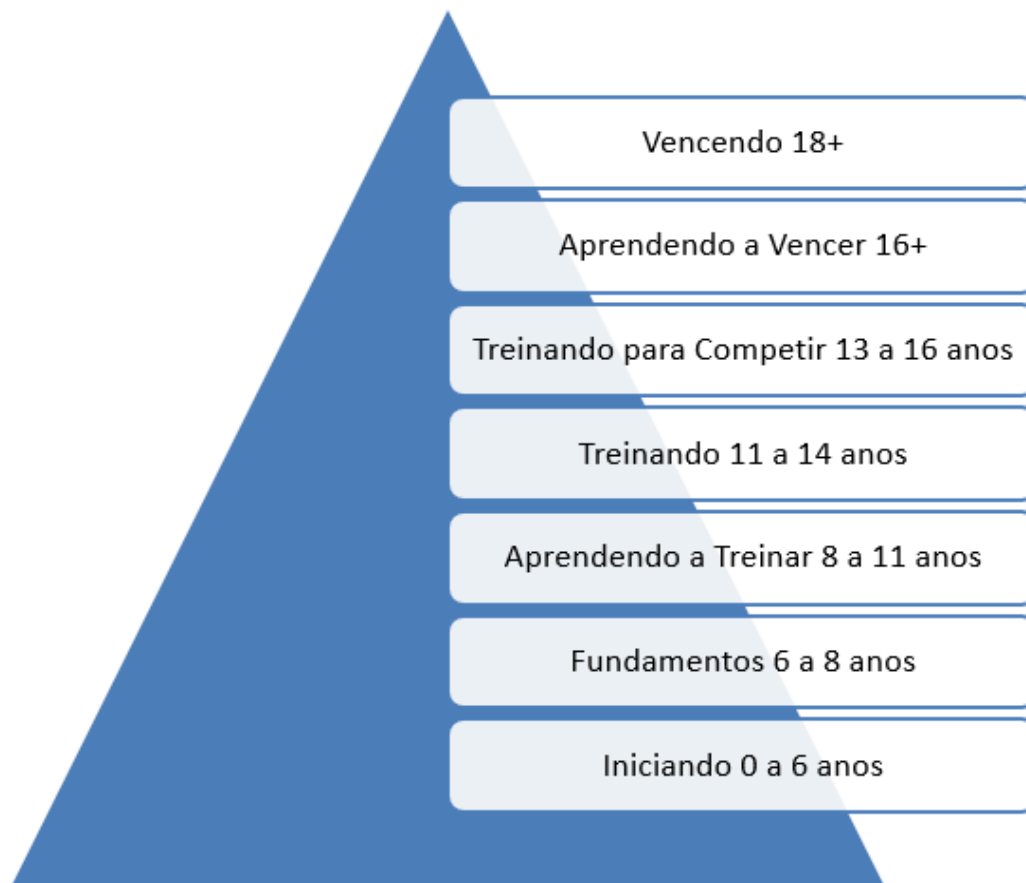 Vencendo 18+
Aprendendo a Vencer 16+
Treinando para Competir 13 a 16 anos
Treinando 11 a 14 anos
Aprendendo a Treinar 8 a 11 anos
Fundamentos 6 a 8 anos
Iniciando 0 a 6 anos